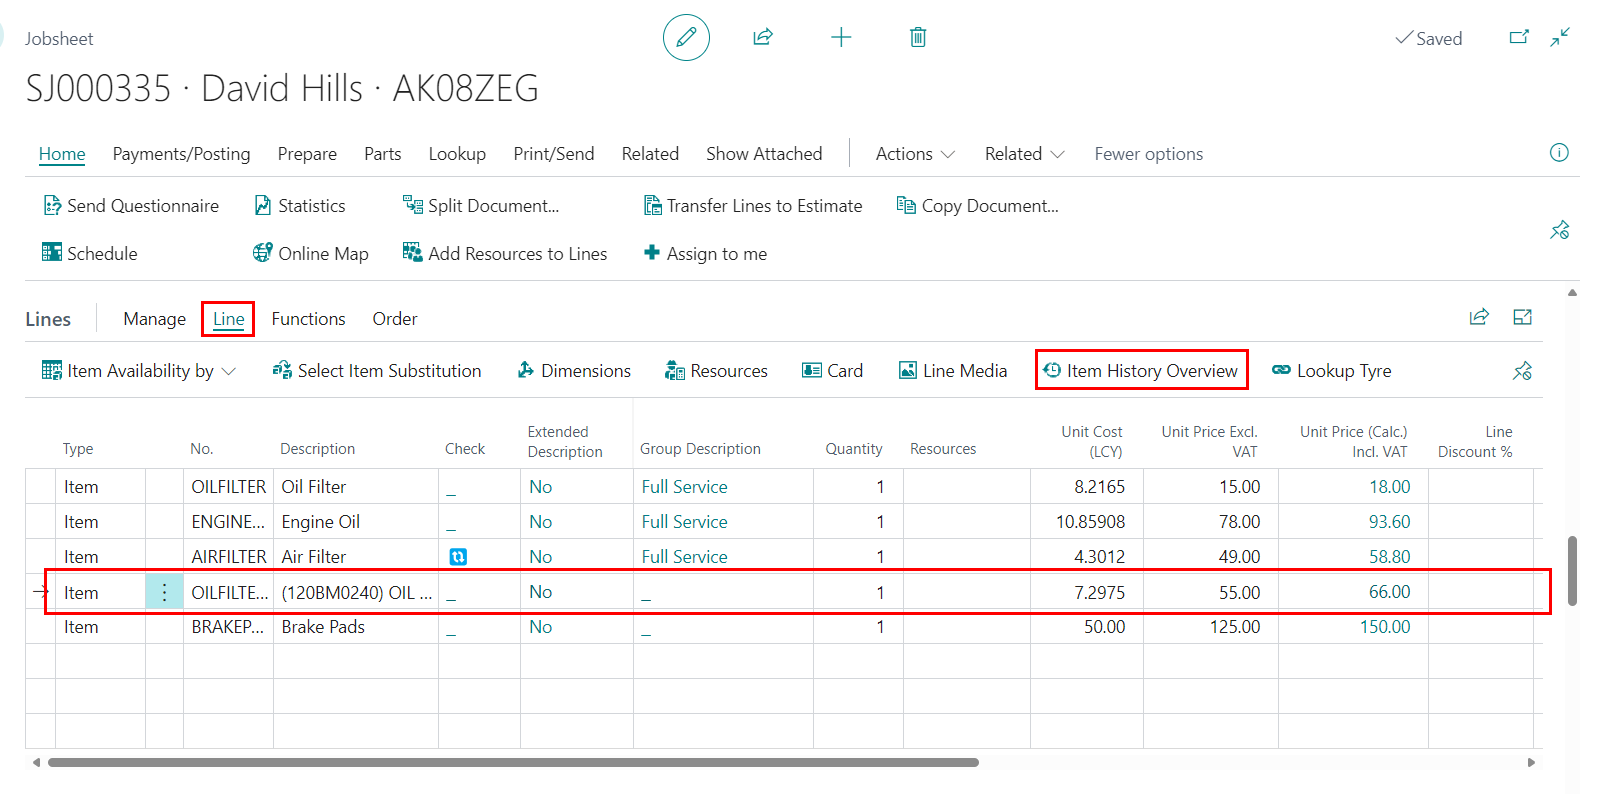 Jobsheet
Saved
SJ000335 · David Hills · AK08ZEG
Home Payments/Posting Prepare Parts Lookup Print/Send Related Show Attached Actions Related Fewer options
Send Questionnaire Statistics Split Document... Transfer Lines to Estimate Copy Document...
Schedule Online Map Add Resources to Lines Assign to me
Lines Manage Line Functions Order
Item Availability by Select Item Substitution Dimensions Resources Card Line Media Item History Overview Lookup Tyre
Type No. Description Check Extended Description Group Description Quantity Resources Unit Cost (LCY) Unit Price Excl. VAT Unit Price (Calc.) Incl. VAT Line Discount %
Item OILFILTER Oil Filter _ No Full Service 1 8.2165 15.00 18.00
Item ENGINE... Engine Oil _ No Full Service 1 10.85908 78.00 93.60
Item AIRFILTER Air Filter No Full Service 1 4.3012 49.00 58.80
Item OILFILTE... (120BM0240) OIL ... _ No _ 1 7.2975 55.00 66.00
Item BRAKEP... Brake Pads _ No _ 1 50.00 125.00 150.00